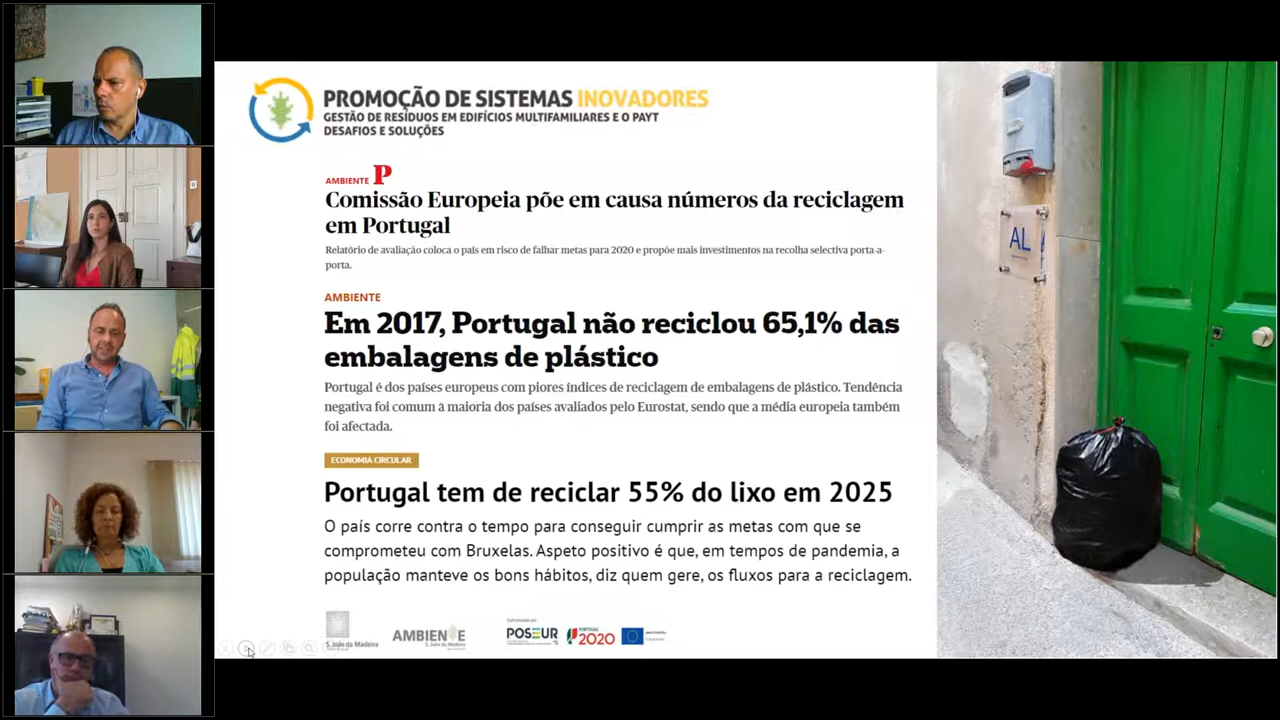 PROMOÇÃO DE SISTEMAS INOVADORES
GESTÃO DE RESÍDUOS EM EDIFÍCIOS MULTIFAMILIARES E O PAYT
DESAFIOS E SOLUÇÕES
AMBIENTE P
Comissão Europeia põe em causa números da reciclagem
em Portugal
Relatório de avaliação coloca o país em risco de falhar metas para 2020 e propõe mais investimentos na recolha selectiva porta-a-
porta.
AMBIENTE
Em 2017, Portugal não reciclou 65,1% das
embalagens de plástico
Portugal é dos países europeus com piores índices de reciclagem de embalagens de plástico. Tendência
negativa foi comum à maioria dos países avaliados pelo Eurostat, sendo que a média europeia também
foi afectada.
ECONOMIA CIRCULAR
Portugal tem de reciclar 55% do lixo em 2025
O país corre contra o tempo para conseguir cumprir as metas com que se
comprometeu com Bruxelas. Aspeto positivo é que, em tempos de pandemia, a
população manteve os bons hábitos, diz quem gere, os fluxos para a reciclagem.
S. João da Madeira
AMBIENTE
S. João da Madeira
Cofinanciado por:
POSEUR
PORTUGAL
2020
AL